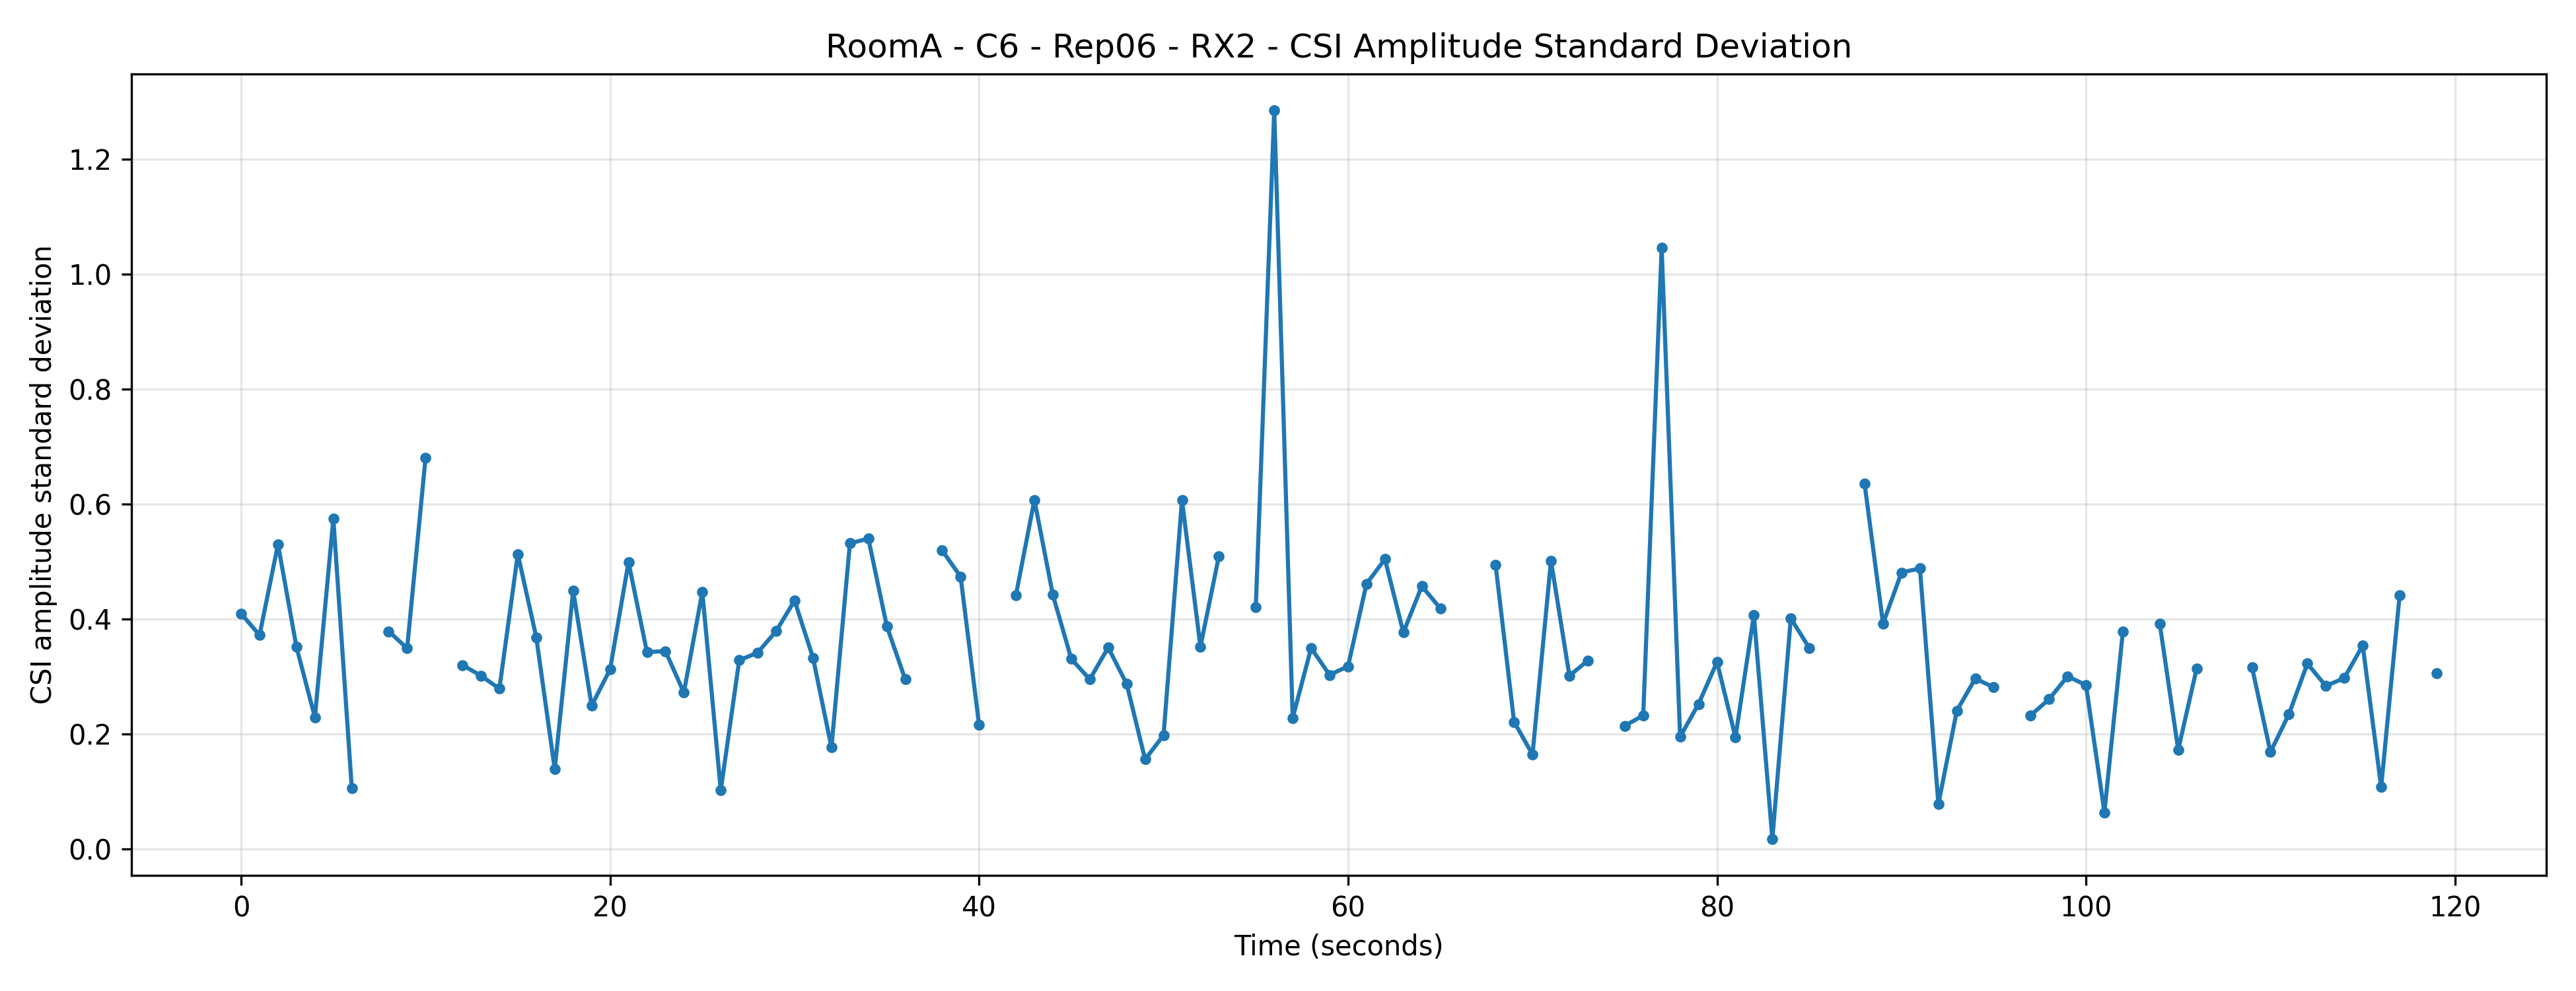 RoomA - C6 - Rep06 - RX2 - CSI Amplitude Standard Deviation
CSI amplitude standard deviation
1.2
1.0
0.8
0.6
0.4
0.2
0.0
0 20 40 60 80 100 120
Time (seconds)